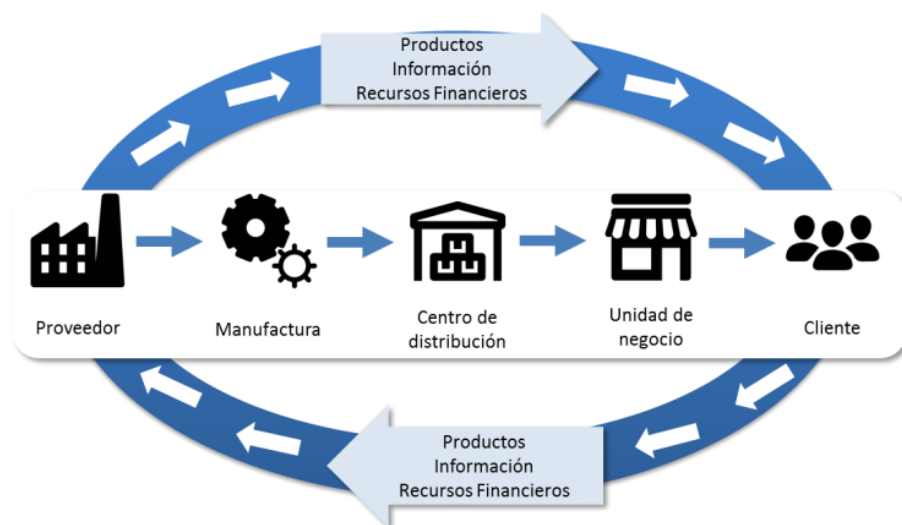 Productos
Información
Recursos Financieros
Proveedor
Manufactura
Centro de
distribución
Unidad de
negocio
Cliente
Productos
Información
Recursos Financieros